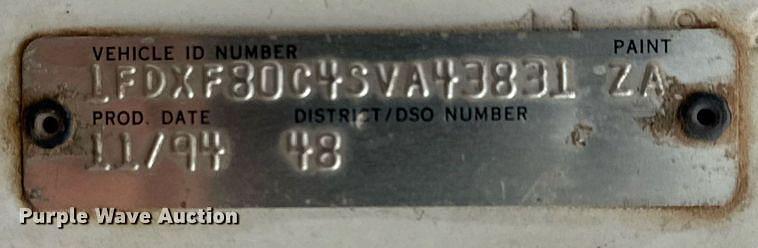 VEHICLE ID NUMBER PAINT
1FDXF80C4SVA43831 ZA
PROD. DATE DISTRICT/DSO NUMBER
11/94 48
Purple Wave Auction